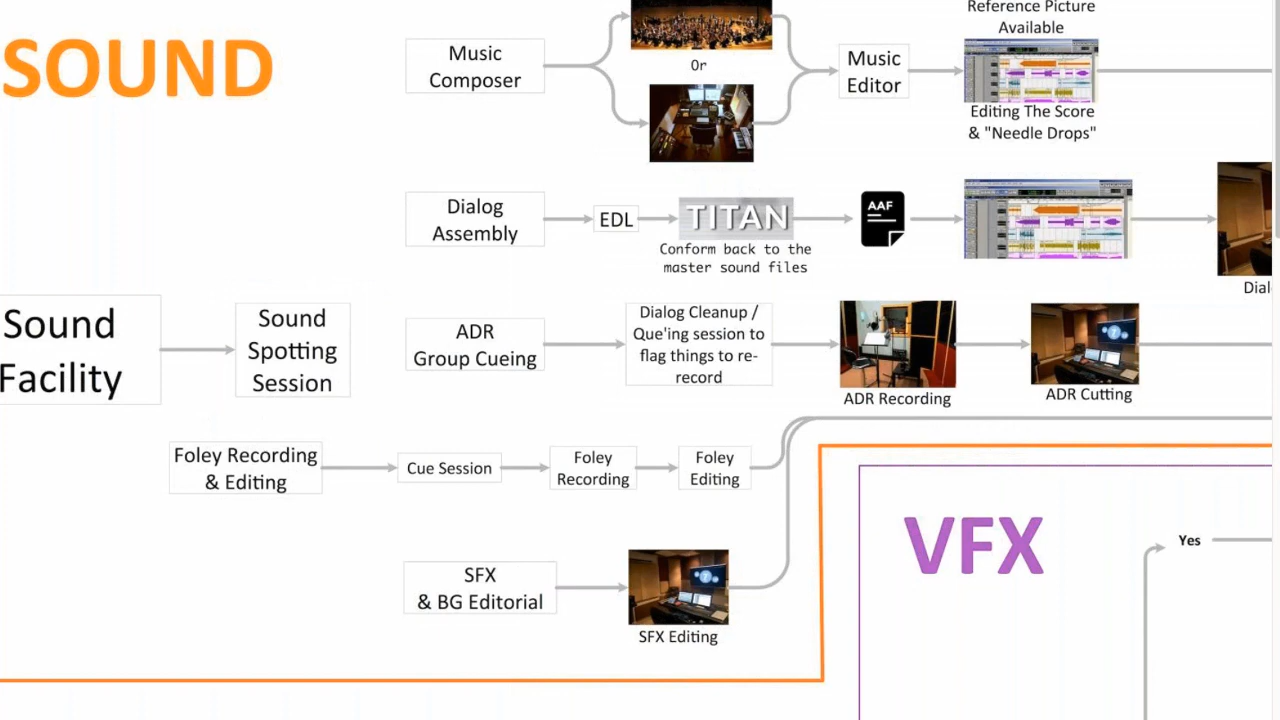 SOUND
Music
Composer
Or
Music
Editor
Reference Picture
Available
Editing The Score
& "Needle Drops"
Dialog
Assembly
EDL
TITAN
Conform back to the
master sound files
AAF
Sound
Facility
Sound
Spotting
Session
ADR
Group Cueing
Dialog Cleanup /
Que'ing session to
flag things to re-
record
ADR Recording
ADR Cutting
Foley Recording
& Editing
Cue Session
Foley
Recording
Foley
Editing
SFX
& BG Editorial
SFX Editing
VFX
Yes